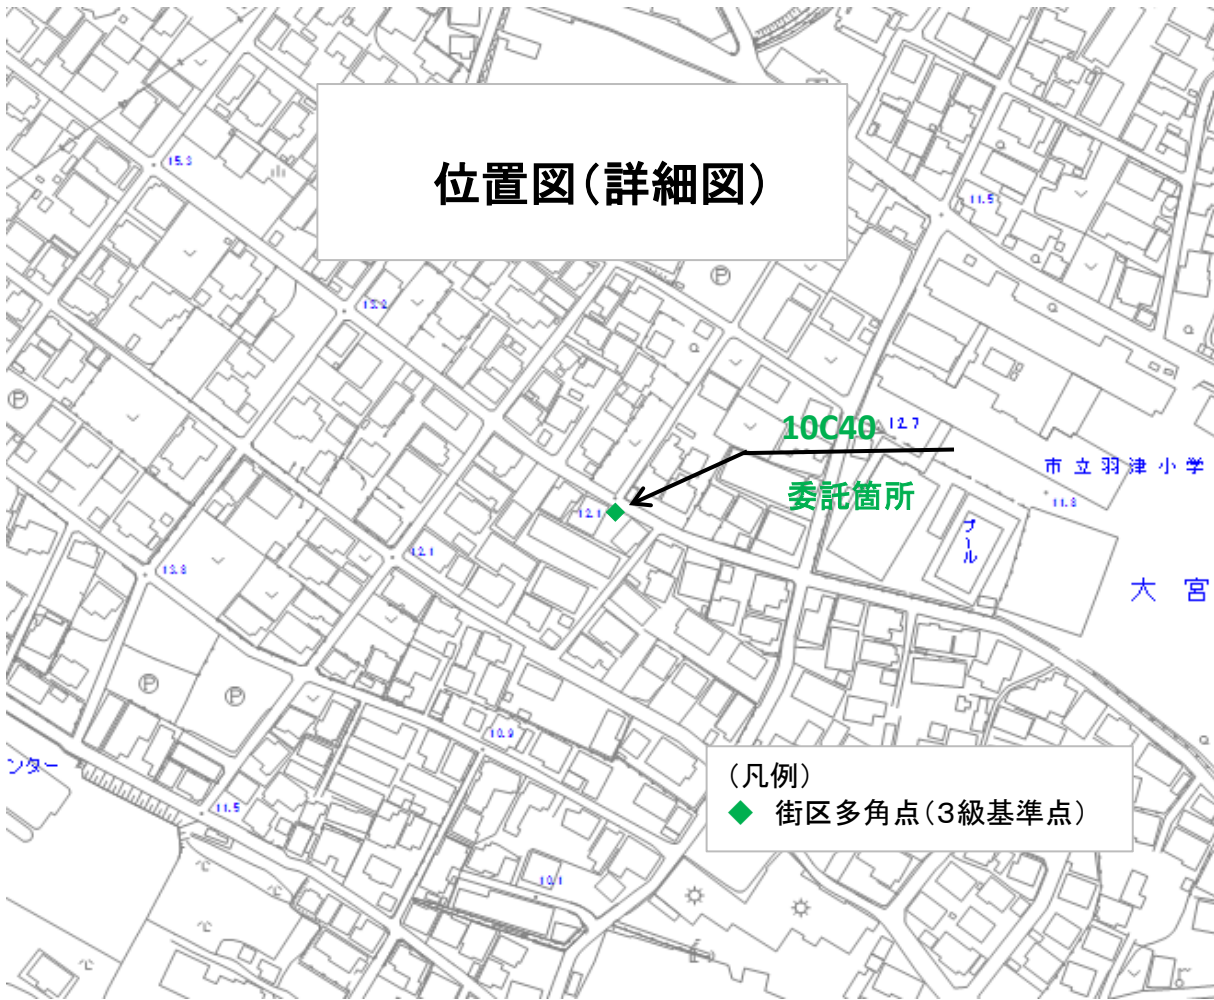 15.3
位置図(詳細図)
11.5
Ⓟ
13.2
Ⓟ
10C40
12.7
市立羽津小学
委託箇所
11.8
12.1
プール
12.1
13.8
大宮
Ⓟ
Ⓟ
10.9
ンター
(凡例)
◆ 街区多角点(3級基準点)
11.5
10.1